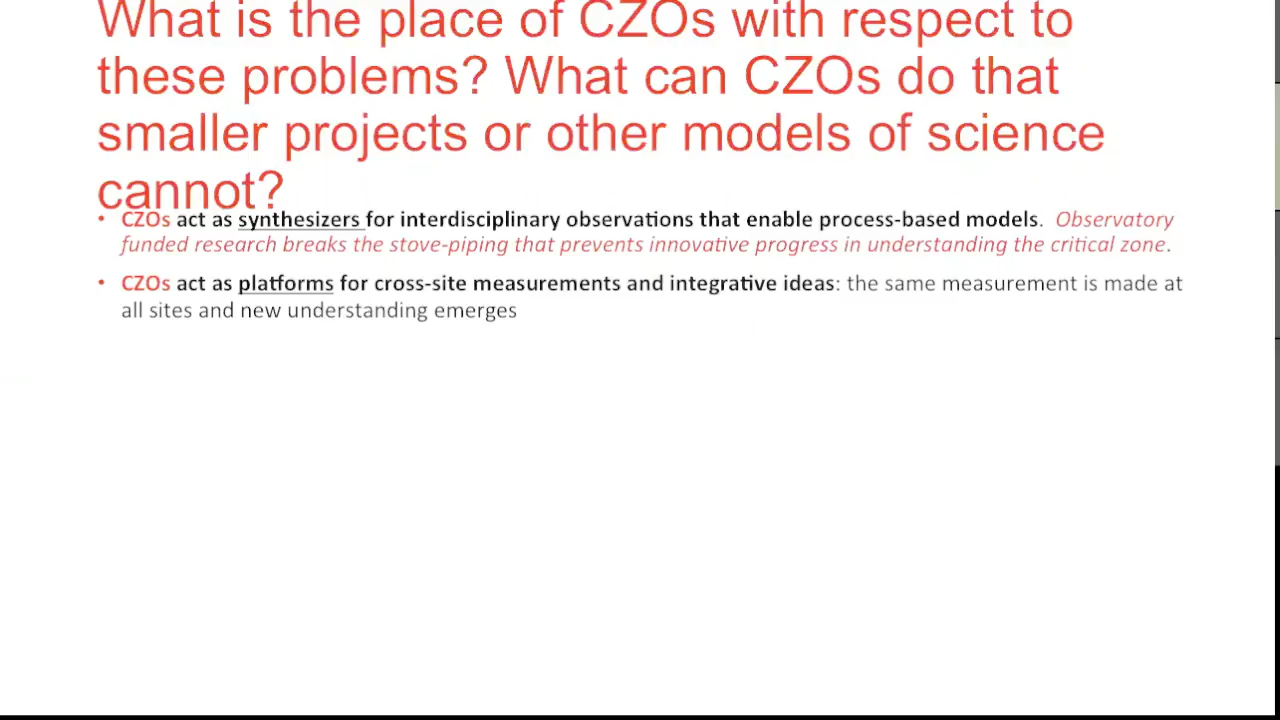 What is the place of CZOs with respect to
these problems? What can CZOs do that
smaller projects or other models of science
cannot?
• CZOs act as synthesizers for interdisciplinary observations that enable process-based models. Observatory
funded research breaks the stove-piping that prevents innovative progress in understanding the critical zone.
• CZOs act as platforms for cross-site measurements and integrative ideas: the same measurement is made at
all sites and new understanding emerges